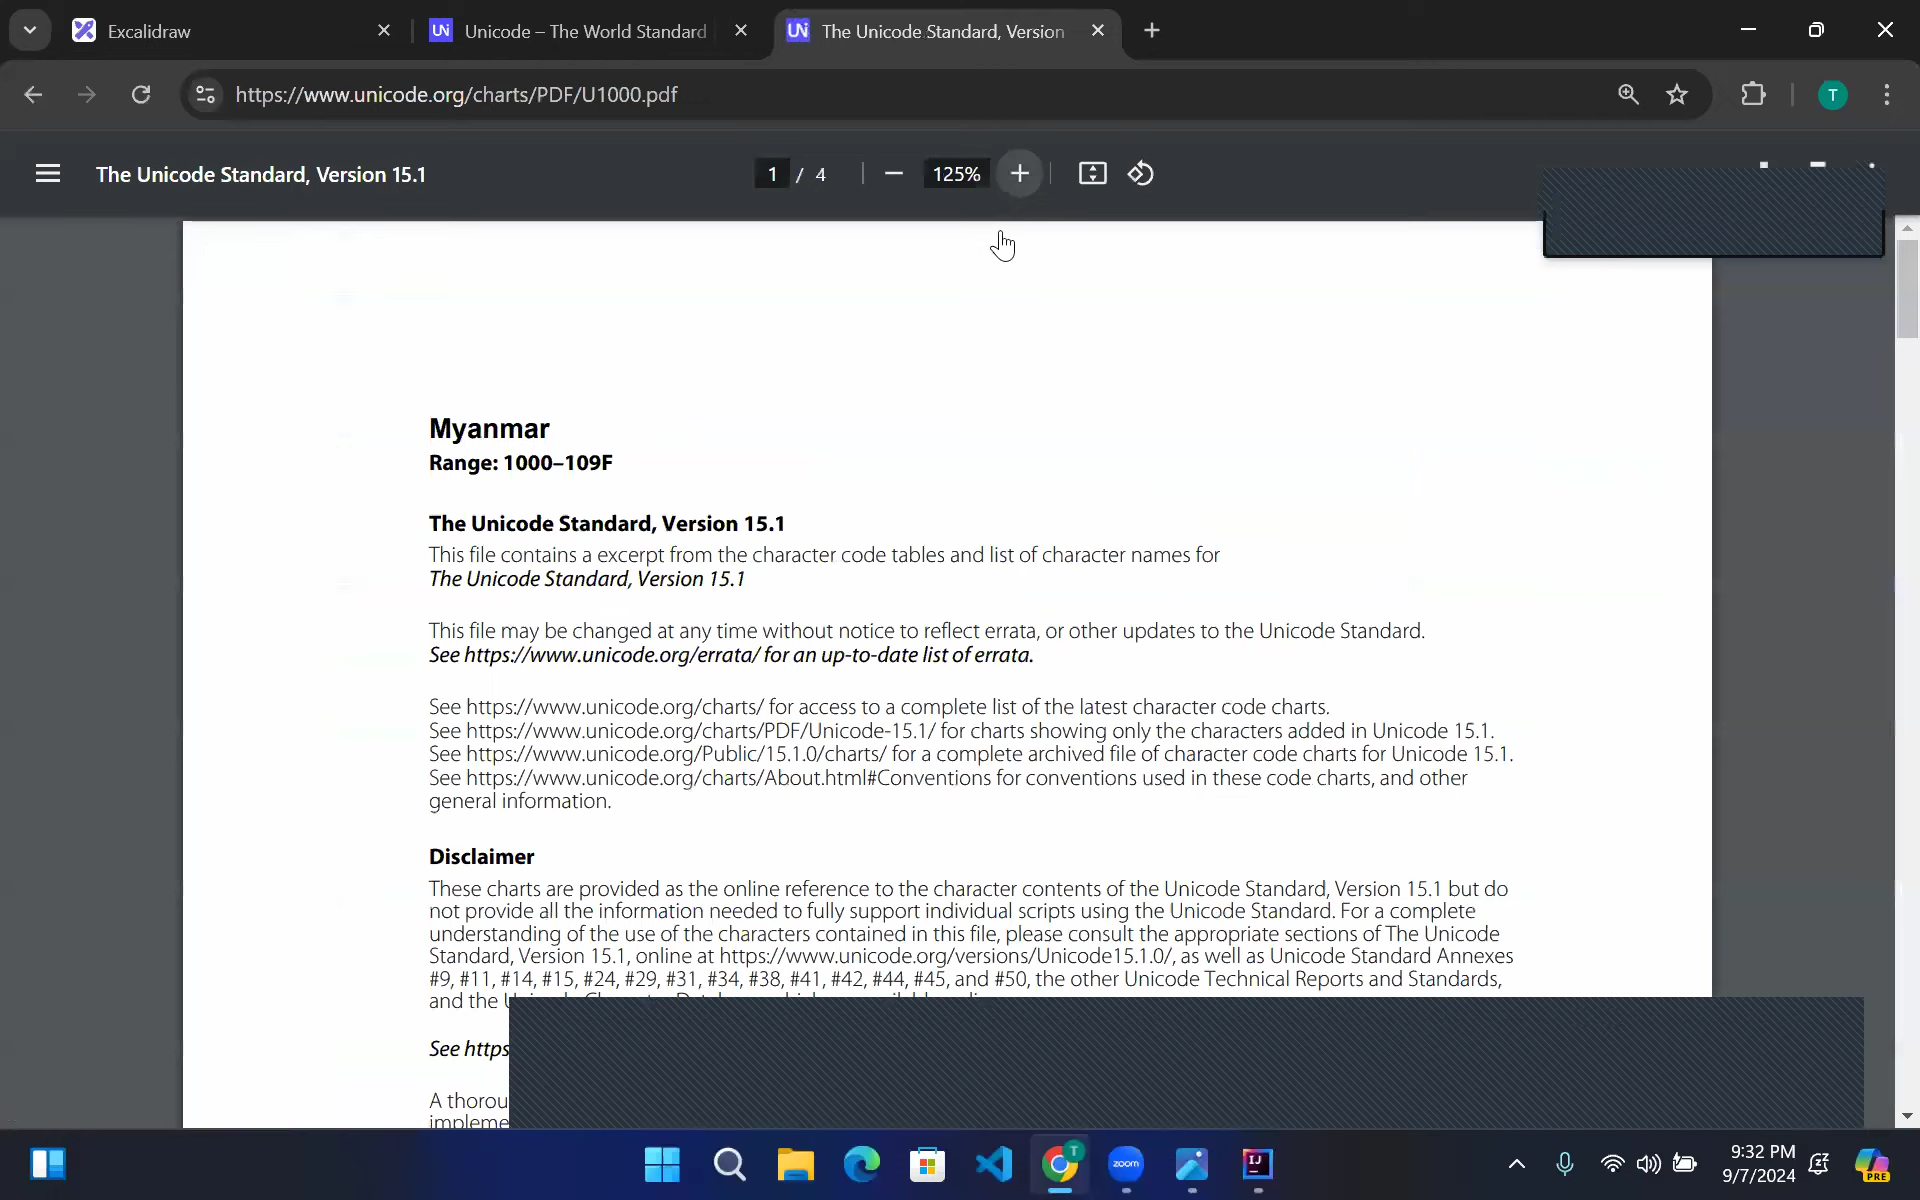 Excalidraw
Unicode – The World Standard
The Unicode Standard, Version
https://www.unicode.org/charts/PDF/U1000.pdf
T
The Unicode Standard, Version 15.1
1 / 4
125%
Myanmar
Range: 1000–109F
The Unicode Standard, Version 15.1
This file contains a excerpt from the character code tables and list of character names for
The Unicode Standard, Version 15.1
This file may be changed at any time without notice to reflect errata, or other updates to the Unicode Standard.
See https://www.unicode.org/errata/ for an up-to-date list of errata.
See https://www.unicode.org/charts/ for access to a complete list of the latest character code charts.
See https://www.unicode.org/charts/PDF/Unicode-15.1/ for charts showing only the characters added in Unicode 15.1.
See https://www.unicode.org/Public/15.1.0/charts/ for a complete archived file of character code charts for Unicode 15.1.
See https://www.unicode.org/charts/About.html#Conventions for conventions used in these code charts, and other
general information.
Disclaimer
These charts are provided as the online reference to the character contents of the Unicode Standard, Version 15.1 but do
not provide all the information needed to fully support individual scripts using the Unicode Standard. For a complete
understanding of the use of the characters contained in this file, please consult the appropriate sections of The Unicode
Standard, Version 15.1, online at https://www.unicode.org/versions/Unicode15.1.0/, as well as Unicode Standard Annexes
#9, #11, #14, #15, #24, #29, #31, #34, #38, #41, #42, #44, #45, and #50, the other Unicode Technical Reports and Standards,
and the
See https
A thorou
impleme
zoom
IJ
T
9:32 PM
9/7/2024
PRE